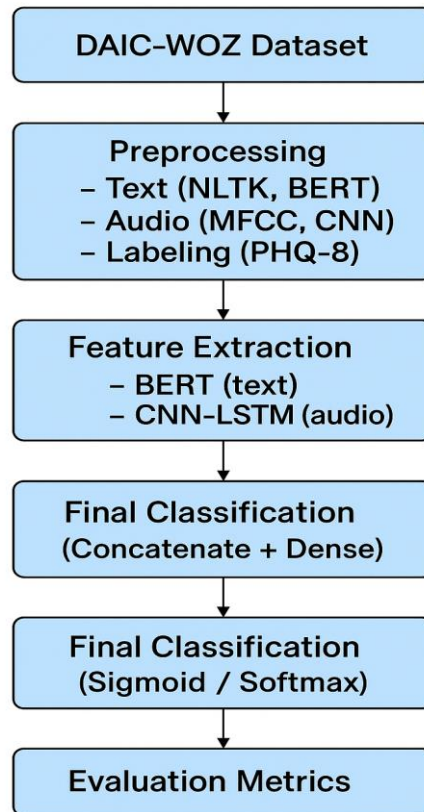 DAIC-WOZ Dataset
Preprocessing
– Text (NLTK, BERT)
– Audio (MFCC, CNN)
– Labeling (PHQ-8)
Feature Extraction
– BERT (text)
– CNN-LSTM (audio)
Final Classification
(Concatenate + Dense)
Final Classification
(Sigmoid / Softmax)
Evaluation Metrics